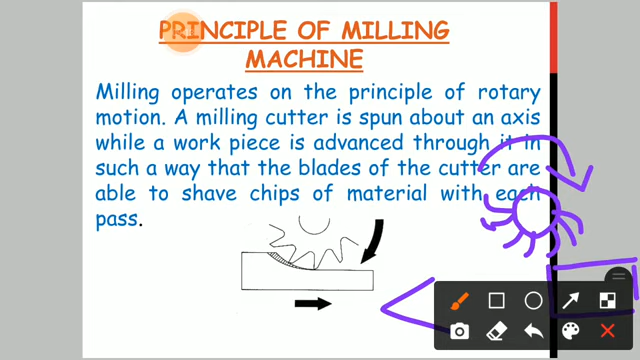 PRINCIPLE OF MILLING
MACHINE
Milling operates on the principle of rotary
motion. A milling cutter is spun about an axis
while a work piece is advanced through it in
such a way that the blades of the cutter are
able to shave chips of material with each
pass.